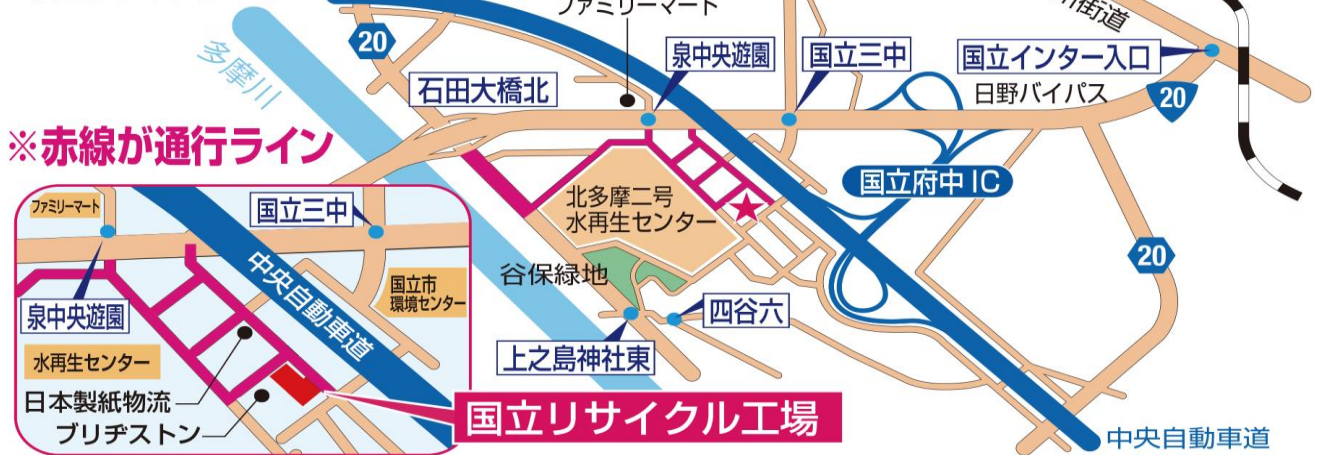 ファミリーマート
街道
20
多摩川
泉中央遊園
国立三中
国立インター入口
石田大橋北
日野バイパス
20
※赤線が通行ライン
国立府中 IC
北多摩二号
水再生センター
ファミリーマート
国立三中
20
谷保緑地
中央自動車道
国立市
環境センター
泉中央遊園
四谷六
上之島神社東
水再生センター
日本製紙物流
ブリヂストン
国立リサイクル工場
中央自動車道